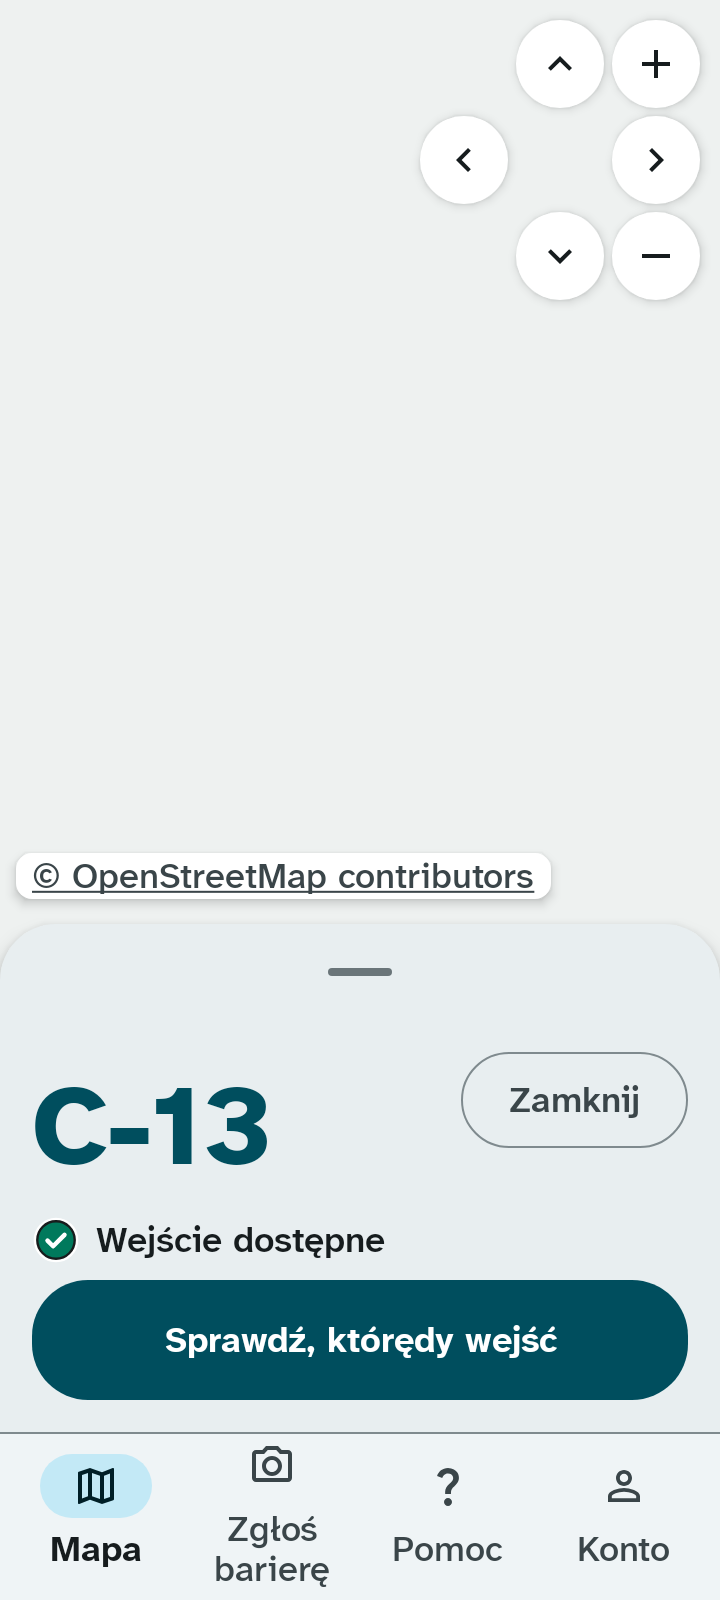 © OpenStreetMap contributors
C-13
Zamknij
Wejście dostępne
Sprawdź, którędy wejść
Mapa
Zgłoś
barierę
Pomoc
Konto